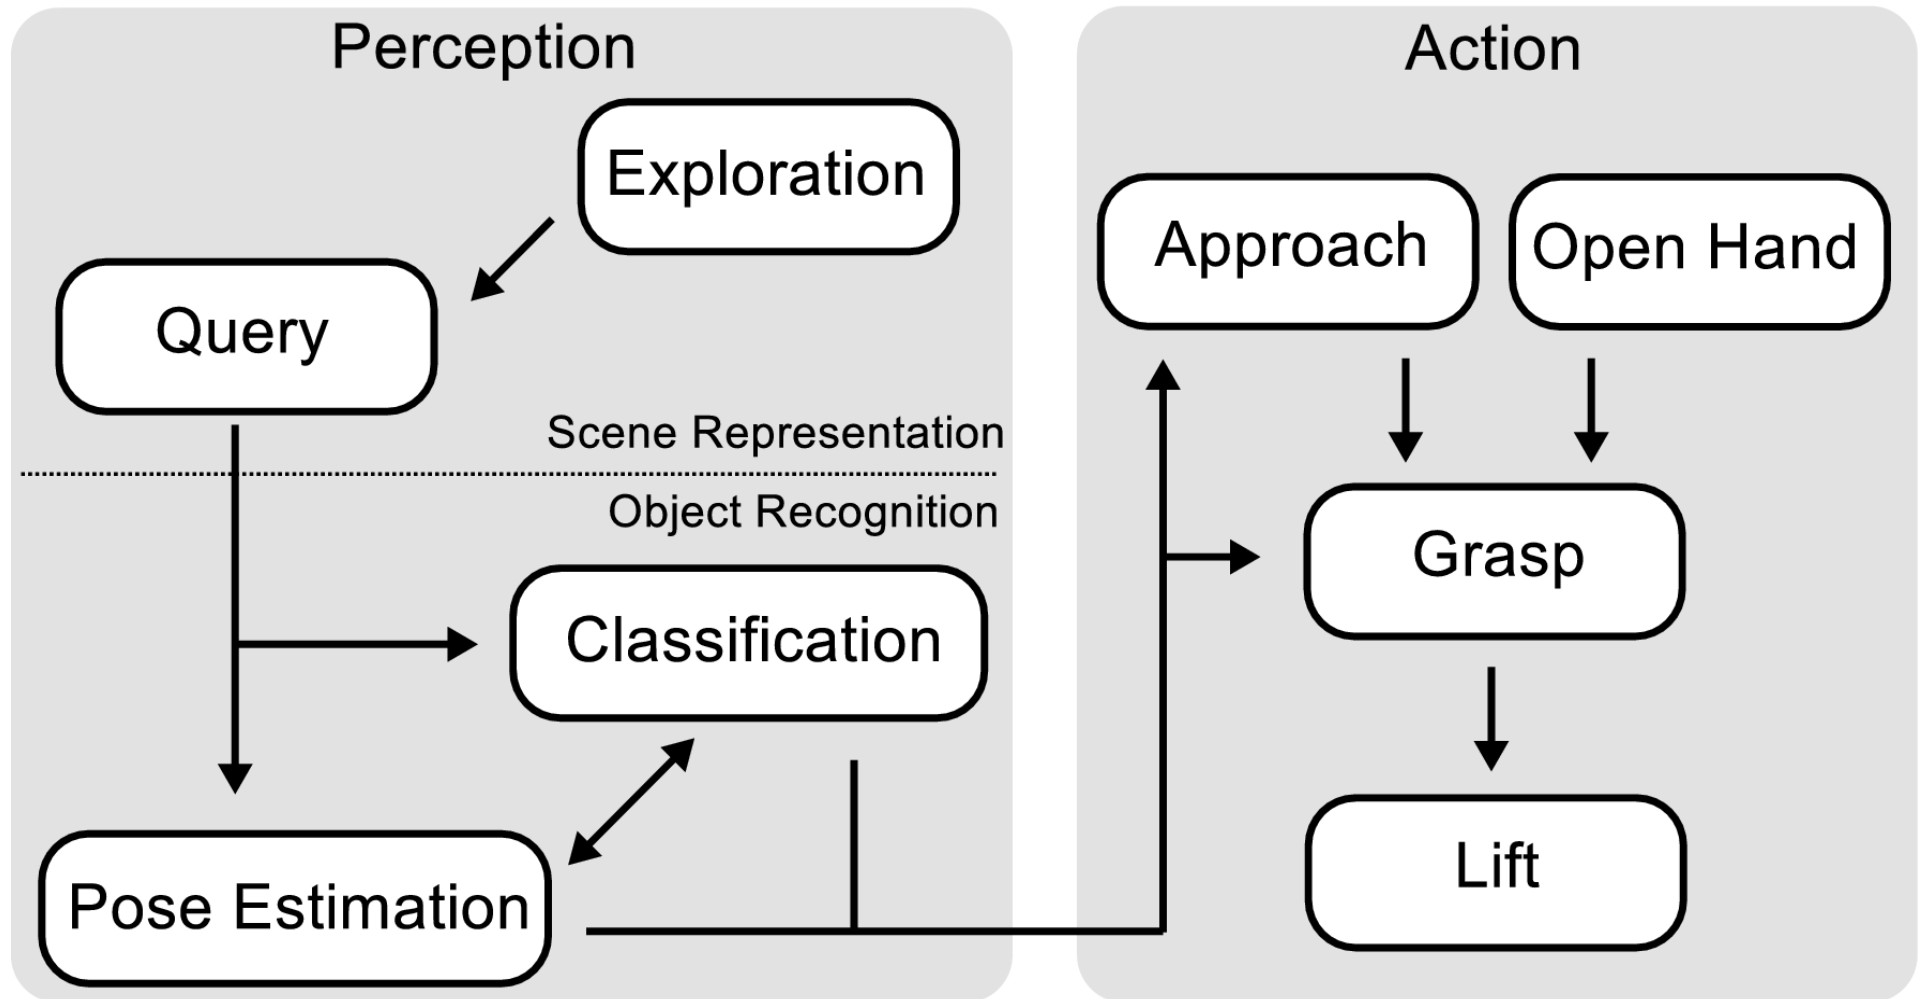 Perception
Exploration
Query
Scene Representation
Object Recognition
Classification
Pose Estimation
Action
Approach
Open Hand
Grasp
Lift